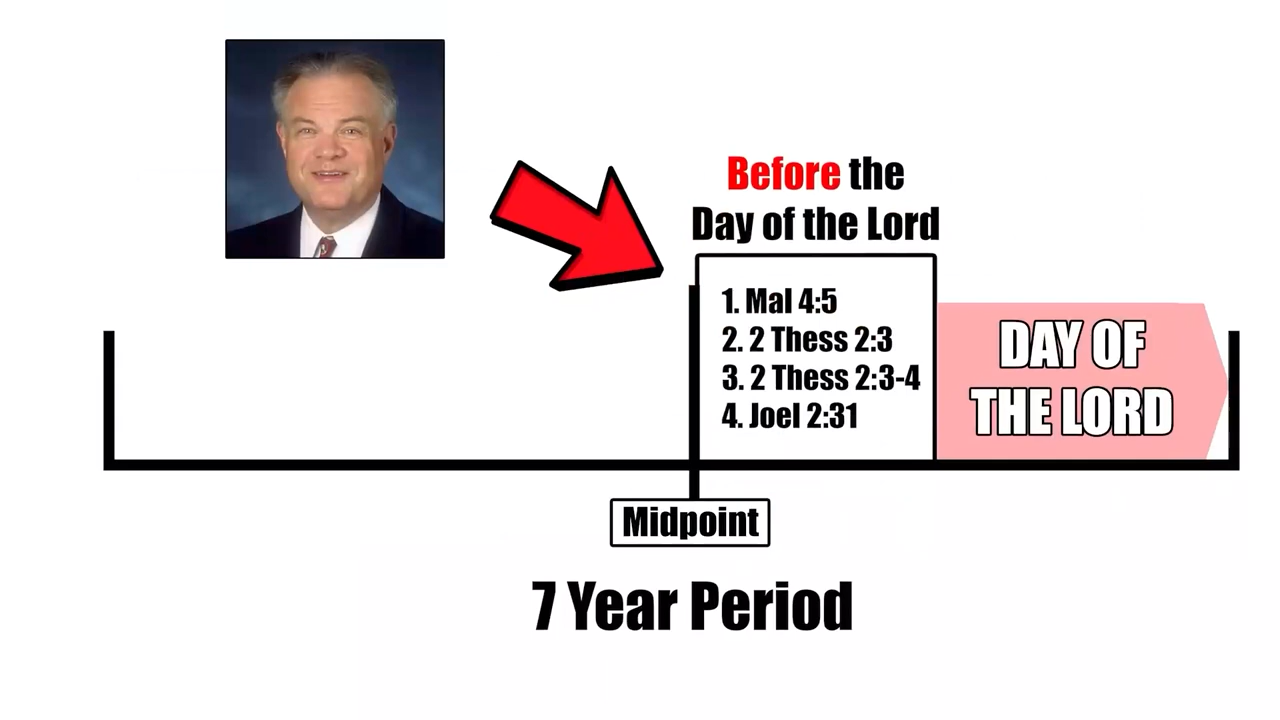 Before the
Day of the Lord
1. Mal 4:5
2. 2 Thess 2:3
3. 2 Thess 2:3-4
4. Joel 2:31
DAY OF
THE LORD
Midpoint
7 Year Period